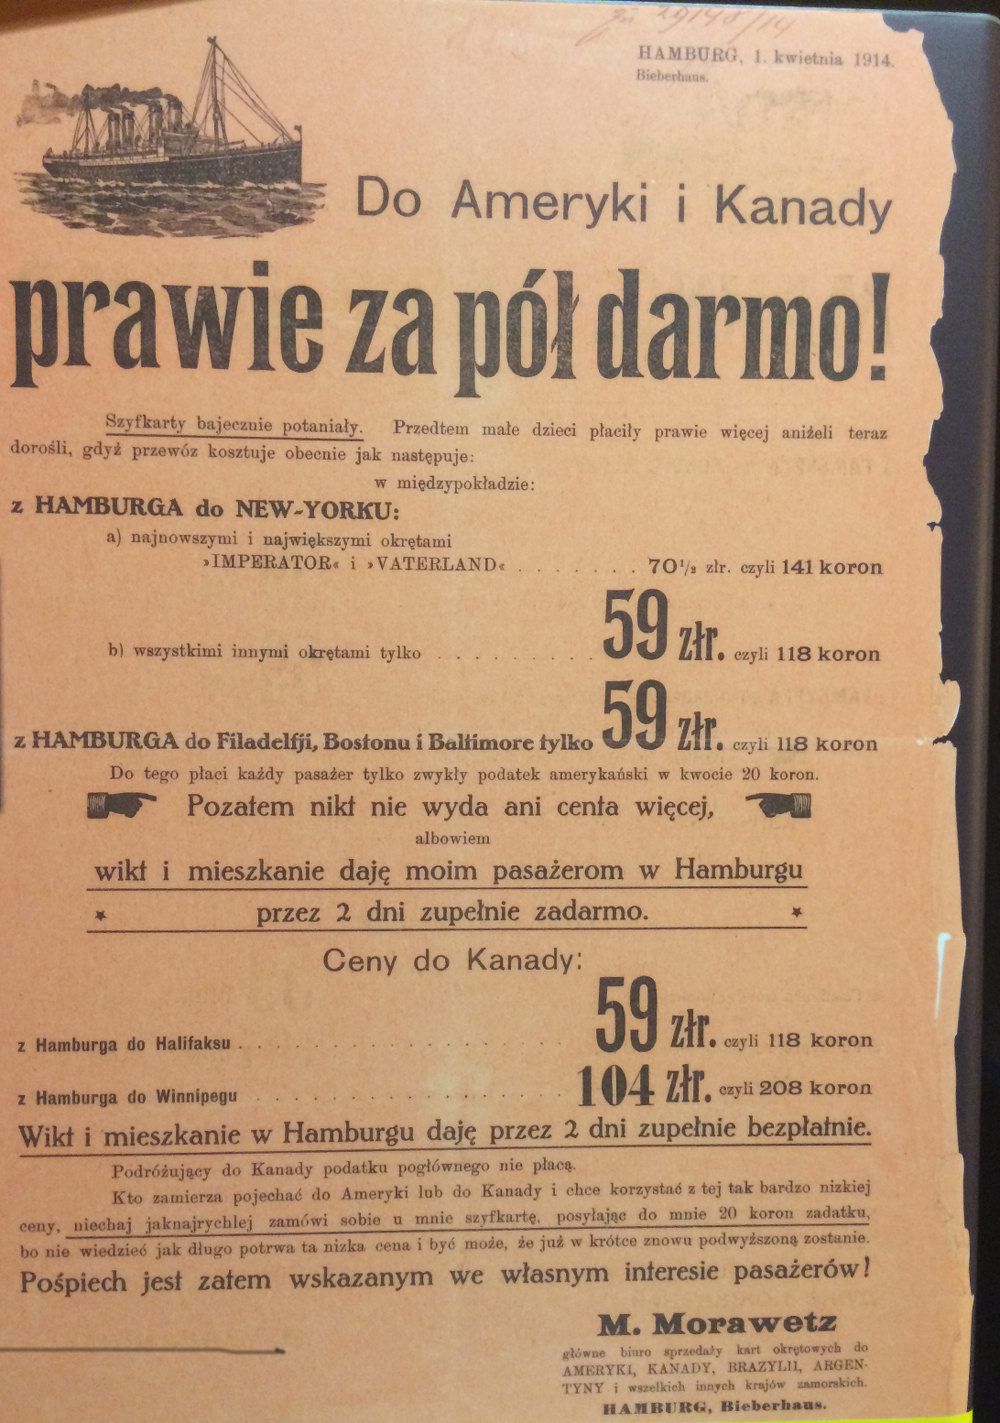 29148/14
HAMBURG, 1. kwietnia 1914.
Bieberhaus.
Do Ameryki i Kanady
prawie za pół darmo!
Szyfkarty bajecznie potaniały. Przedtem małe dzieci płaciły prawie więcej aniżeli teraz
dorośli, gdyż przewóz kosztuje obecnie jak następuje:
w międzypokładzie:
z HAMBURGA do NEW-YORKU:
a) najnowszymi i największymi okrętami
»IMPERATOR« i »VATERLAND« . . . . . . . 70¹/₂ zlr. czyli 141 koron
b) wszystkimi innymi okrętami tylko . . . . . . . . . 59 złr. czyli 118 koron
z HAMBURGA do Filadelfji, Bostonu i Baltimore tylko 59 złr. czyli 118 koron
Do tego płaci każdy pasażer tylko zwykły podatek amerykański w kwocie 20 koron.
Pozatem nikt nie wyda ani centa więcej,
albowiem
wikt i mieszkanie daję moim pasażerom w Hamburgu
* przez 2 dni zupełnie zadarmo. *
Ceny do Kanady:
z Hamburga do Halifaksu . . . . . . . . . . . . . . . 59 złr. czyli 118 koron
z Hamburga do Winnipegu . . . . . . . . . . . . . . . 104 złr. czyli 208 koron
Wikt i mieszkanie w Hamburgu daję przez 2 dni zupełnie bezpłatnie.
Podróżujący do Kanady podatku pogłównego nie płacą.
Kto zamierza pojechać do Ameryki lub do Kanady i chce korzystać z tej tak bardzo nizkiej
ceny, niechaj jaknajrychlej zamówi sobie u mnie szyfkartę, posyłając do mnie 20 koron zadatku,
bo nie wiedzieć jak długo potrwa ta nizka cena i być może, że już w krótce znowu podwyższoną zostanie.
Pośpiech jest zatem wskazanym we własnym interesie pasażerów!
M. Morawetz
główne biuro sprzedaży kart okrętowych do
AMERYKI, KANADY, BRAZYLII, ARGEN-
TYNY i wszelkich innych krajów zamorskich.
HAMBURG, Bieberhaus.